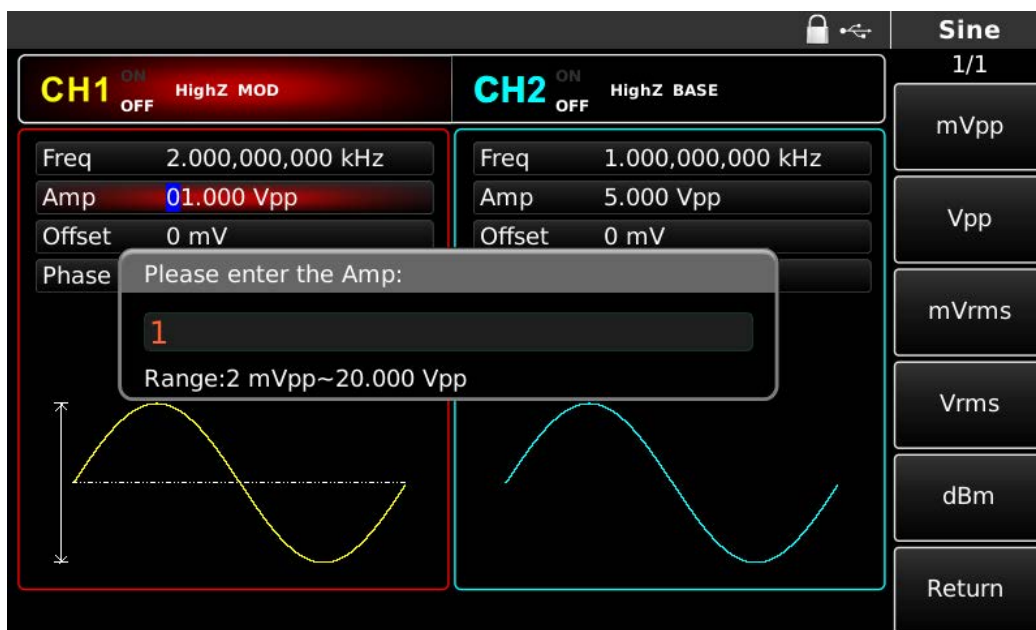 Sine
1/1
CH1 ON OFF HighZ MOD
CH2 ON OFF HighZ BASE
Freq 2.000,000,000 kHz
Amp 01.000 Vpp
Offset 0 mV
Phase
Freq 1.000,000,000 kHz
Amp 5.000 Vpp
Offset 0 mV
Please enter the Amp:
1
Range:2 mVpp~20.000 Vpp
mVpp
Vpp
mVrms
Vrms
dBm
Return